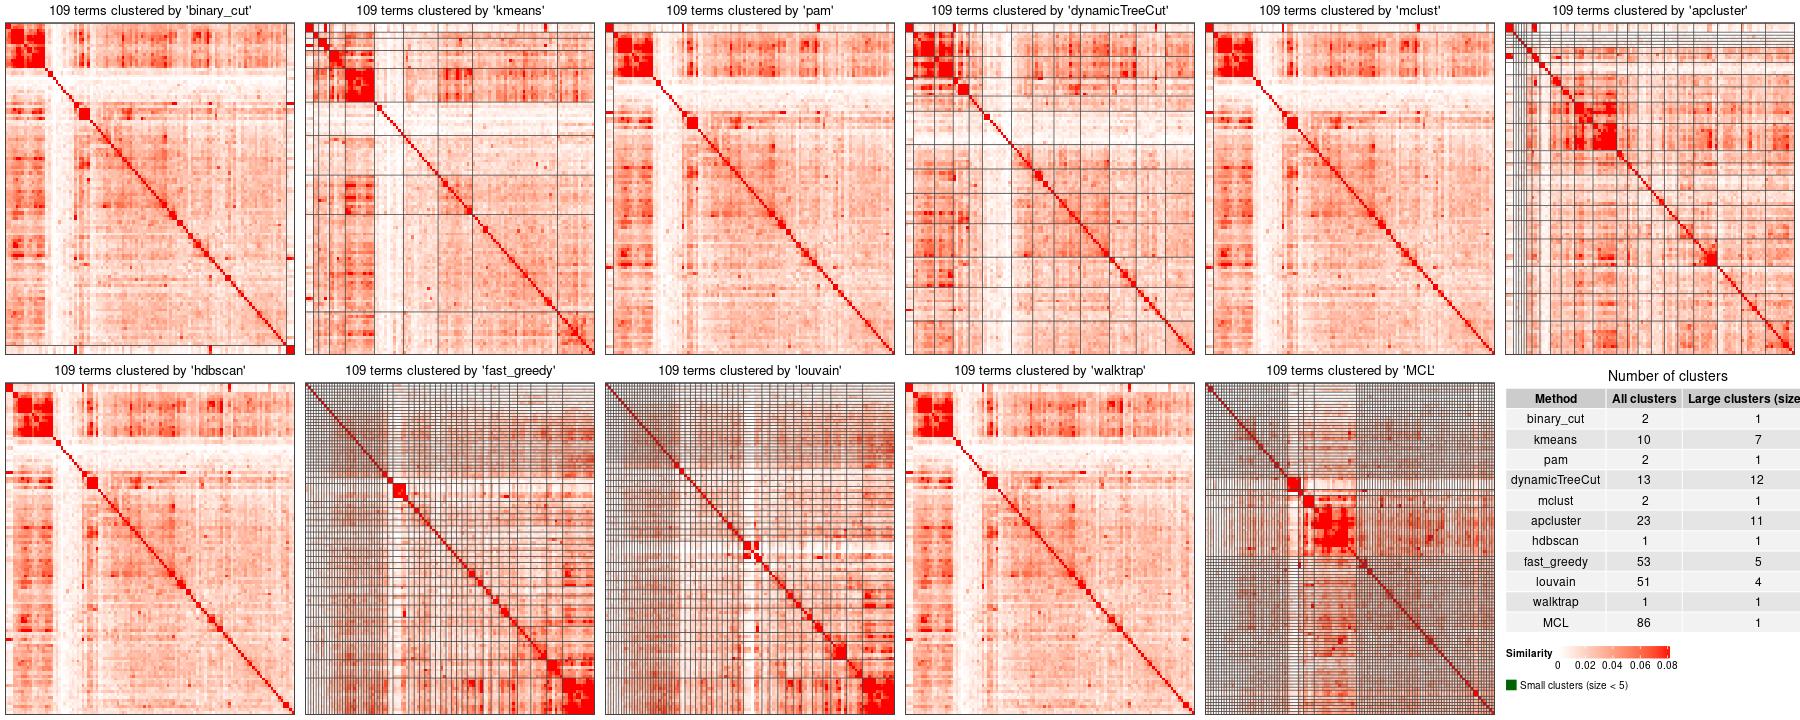 109 terms clustered by 'binary_cut'
109 terms clustered by 'kmeans'
109 terms clustered by 'pam'
109 terms clustered by 'dynamicTreeCut'
109 terms clustered by 'mclust'
109 terms clustered by 'apcluster'
109 terms clustered by 'hdbscan'
109 terms clustered by 'fast_greedy'
109 terms clustered by 'louvain'
109 terms clustered by 'walktrap'
109 terms clustered by 'MCL'
Number of clusters
Method All clusters Large clusters (size
binary_cut 2 1
kmeans 10 7
pam 2 1
dynamicTreeCut 13 12
mclust 2 1
apcluster 23 11
hdbscan 1 1
fast_greedy 53 5
louvain 51 4
walktrap 1 1
MCL 86 1
Similarity
0 0.02 0.04 0.06 0.08
Small clusters (size < 5)